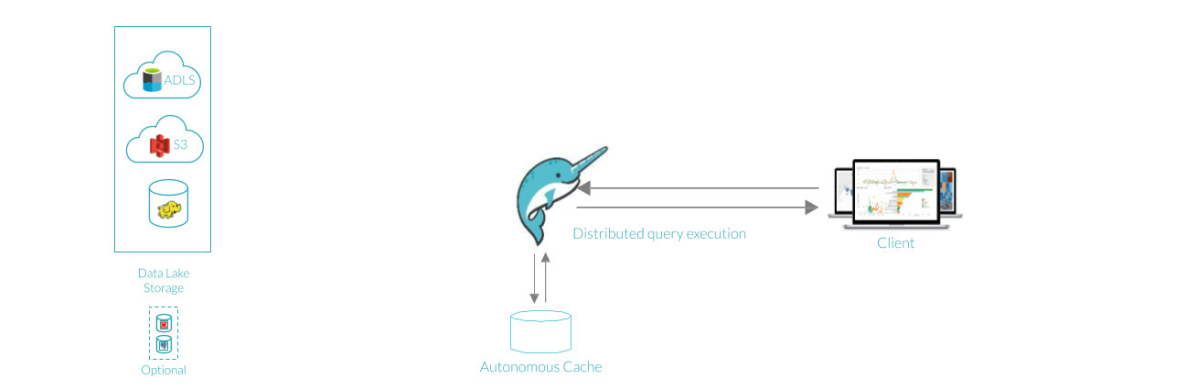 ADLS
S3
Data Lake
Storage
Optional
Distributed query execution
Client
Autonomous Cache